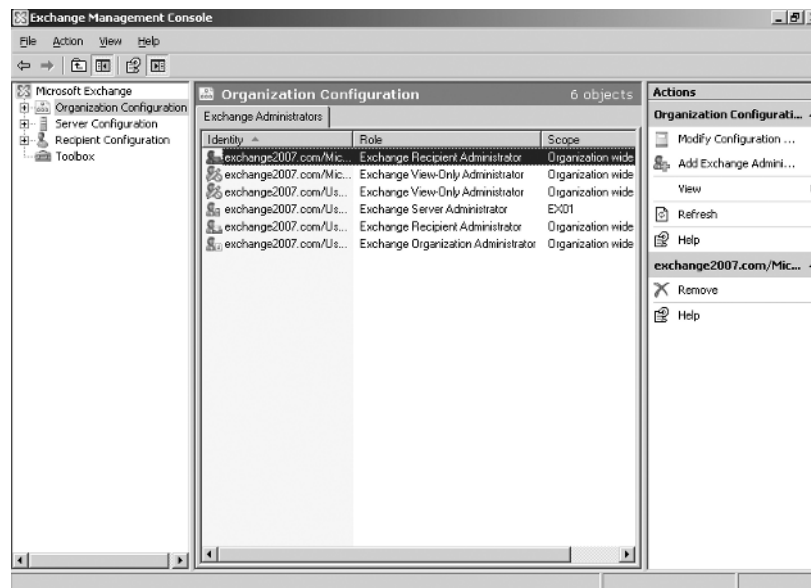 Exchange Management Console
File Action View Help
Microsoft Exchange
Organization Configuration
Server Configuration
Recipient Configuration
Toolbox
Organization Configuration 6 objects
Exchange Administrators
Identity Role Scope
exchange2007.com/Mic... Exchange Recipient Administrator Organization wide
exchange2007.com/Mic... Exchange View-Only Administrator Organization wide
exchange2007.com/Us... Exchange View-Only Administrator Organization wide
exchange2007.com/Us... Exchange Server Administrator EX01
exchange2007.com/Us... Exchange Recipient Administrator Organization wide
exchange2007.com/Us... Exchange Organization Administrator Organization wide
Actions
Organization Configurati...
Modify Configuration ...
Add Exchange Admini...
View
Refresh
Help
exchange2007.com/Mic...
Remove
Help